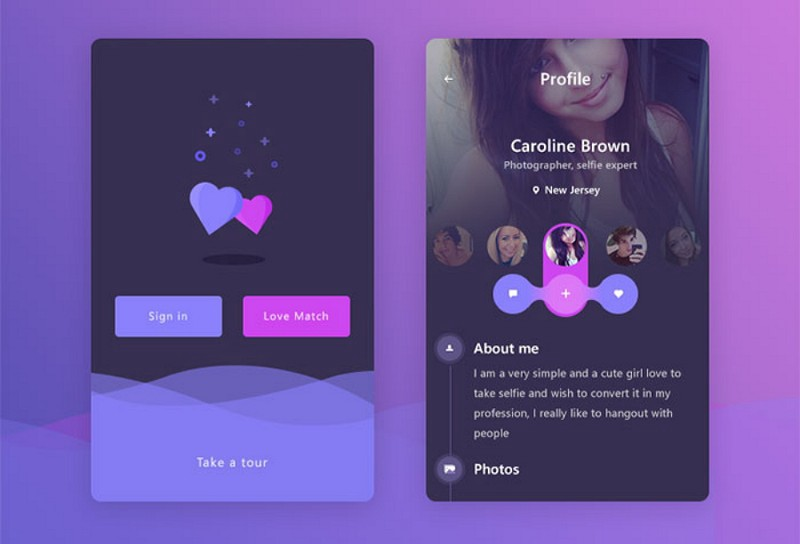 Sign in
Love Match
Take a tour
Profile
Caroline Brown
Photographer, selfie expert
New Jersey
About me
I am a very simple and a cute girl love to
take selfie and wish to convert it in my
profession, I really like to hangout with
people
Photos